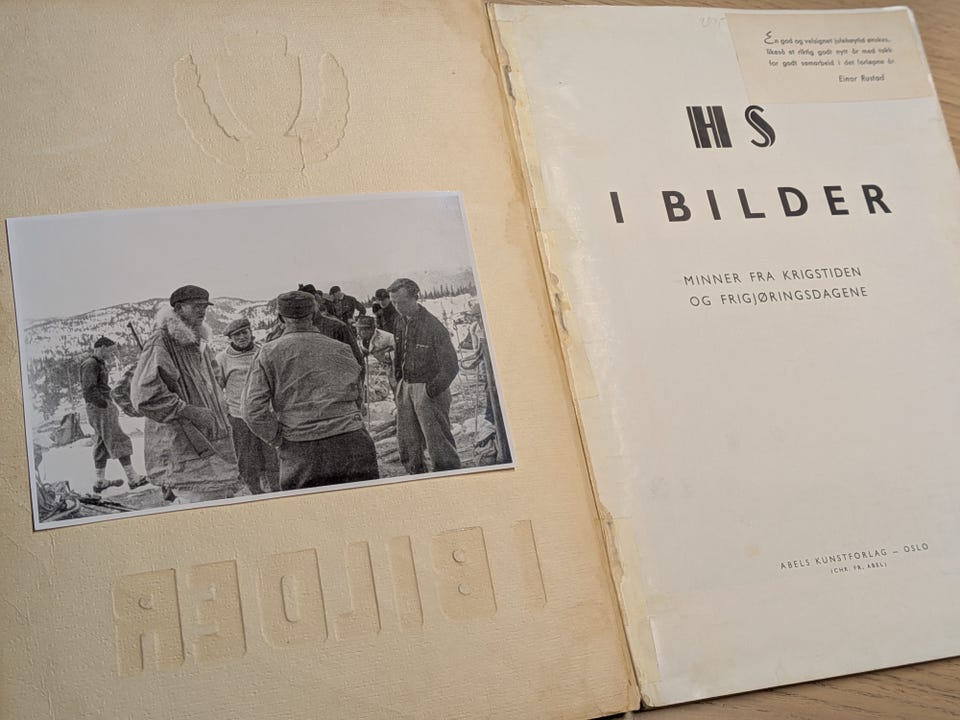 En god og velsignet julehøytid ønskes,
likeså et riktig godt nytt år med takk
for godt samarbeid i det forløpne år.
Einar Rustad
HS
I BILDER
MINNER FRA KRIGSTIDEN
OG FRIGJØRINGSDAGENE
ABELS KUNSTFORLAG – OSLO
(CHR. FR. ABEL)
I BILDER